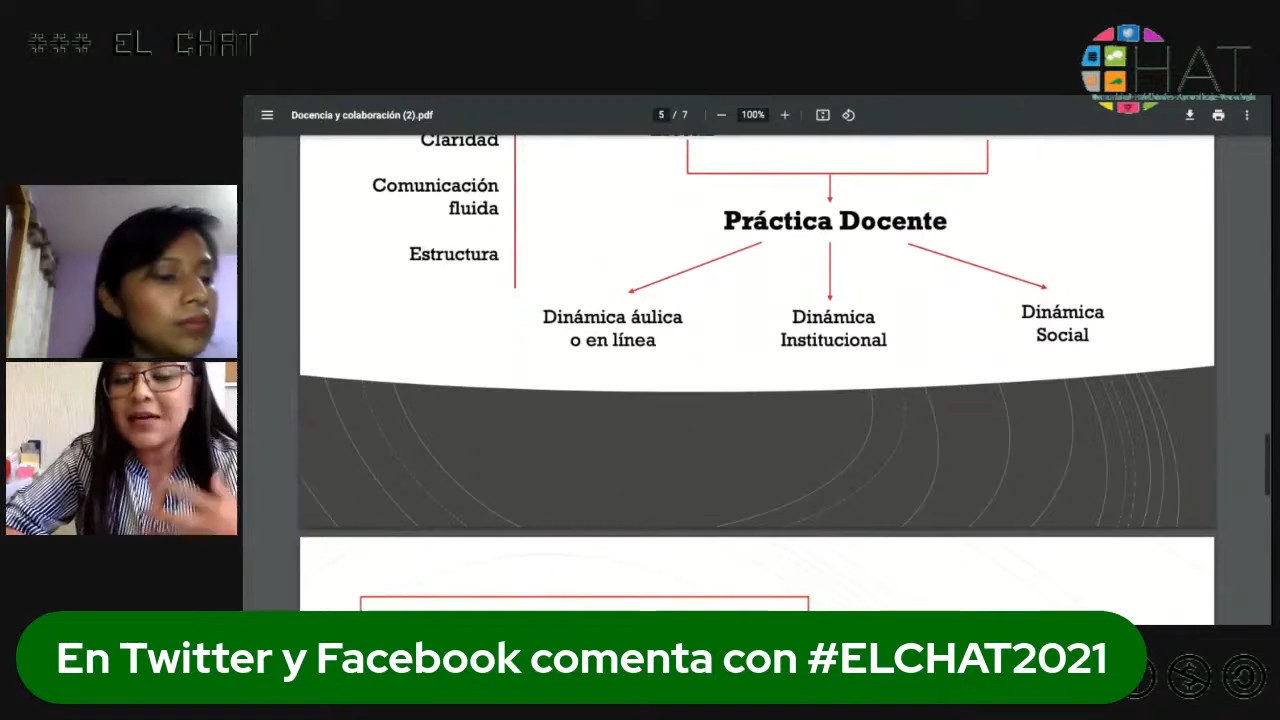 ### EL CHAT
HAT
Docencia y colaboración (2).pdf
5 / 7
100%
Claridad
Comunicación
fluida
Estructura
Práctica Docente
Dinámica áulica
o en línea
Dinámica
Institucional
Dinámica
Social
En Twitter y Facebook comenta con #ELCHAT2021